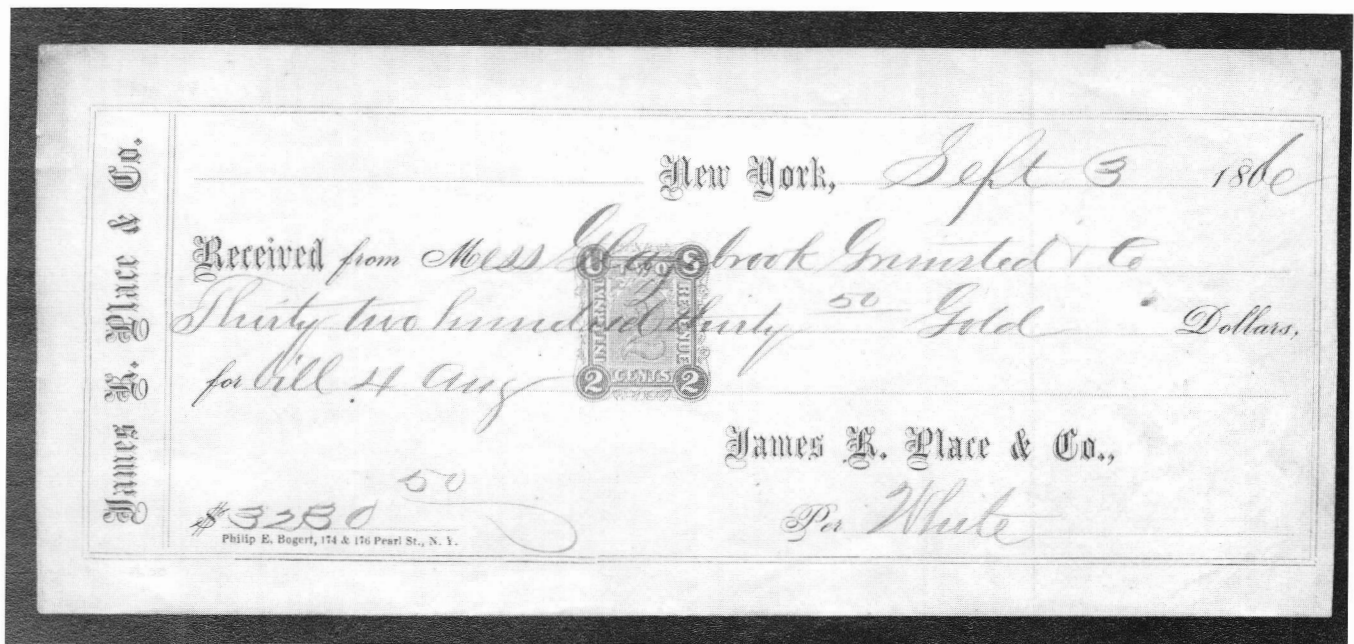 James K. Place & Co.
New York, Sept 3 1866
Received from Mess Glazebrook Grinsted & Co
Thirty two hundred thirty 50 Gold Dollars,
for bill 4 Aug
U.S. INTERNAL REVENUE
2 CENTS 2
James K. Place & Co.,
$3230 50
Per White
Philip E. Bogert, 174 & 176 Pearl St., N. Y.